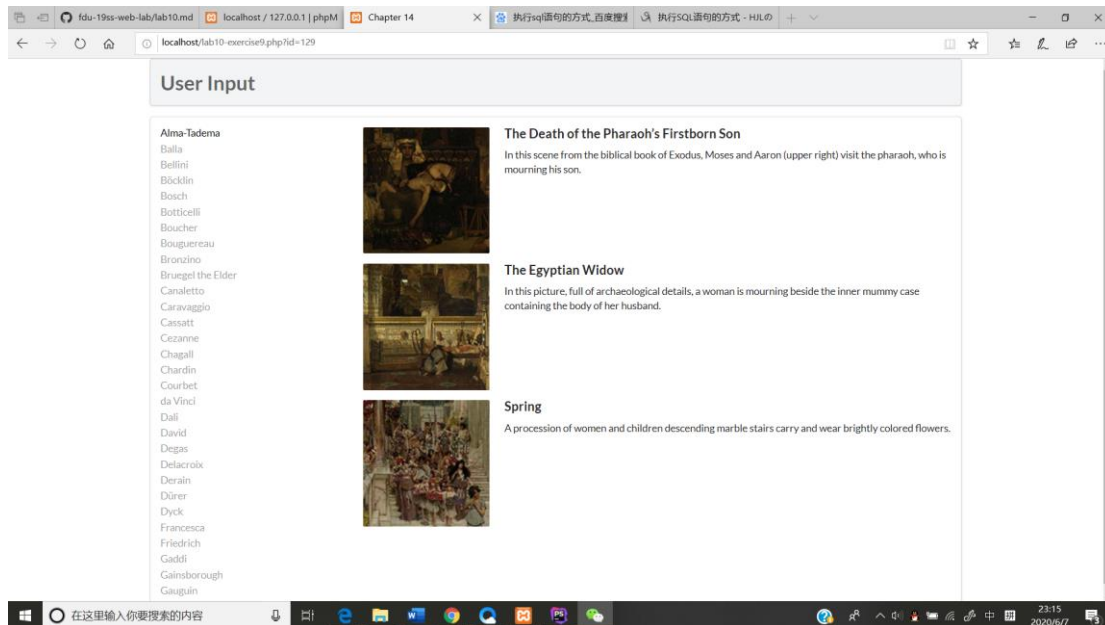 fdu-19ss-web-lab/lab10.md
localhost / 127.0.0.1 | phpM
Chapter 14
执行sql语句的方式_百度搜
执行SQL语句的方式 - HJLの
localhost/lab10-exercise9.php?id=129
User Input
Alma-Tadema
Balla
Bellini
Böcklin
Bosch
Botticelli
Boucher
Bouguereau
Bronzino
Bruegel the Elder
Canaletto
Caravaggio
Cassatt
Cezanne
Chagall
Chardin
Courbet
da Vinci
Dali
David
Degas
Delacroix
Derain
Dürer
Dyck
Francesca
Friedrich
Gaddi
Gainsborough
Gauguin
The Death of the Pharaoh's Firstborn Son
In this scene from the biblical book of Exodus, Moses and Aaron (upper right) visit the pharaoh, who is
mourning his son.
The Egyptian Widow
In this picture, full of archaeological details, a woman is mourning beside the inner mummy case
containing the body of her husband.
Spring
A procession of women and children descending marble stairs carry and wear brightly colored flowers.
在这里输入你要搜索的内容
中
23:15
2020/6/7